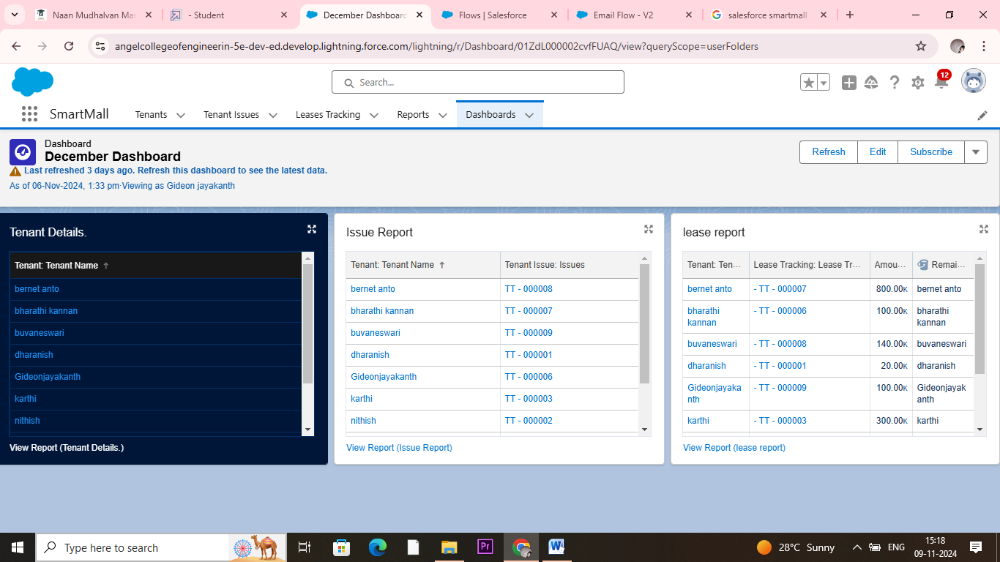 Naan Mudhalvan Mas
- Student
December Dashboard
Flows | Salesforce
Email Flow - V2
salesforce smartmall
angelcollegeofengineerin-5e-dev-ed.develop.lightning.force.com/lightning/r/Dashboard/01ZdL000002cvfFUAQ/view?queryScope=userFolders
Search...
12
SmartMall
Tenants
Tenant Issues
Leases Tracking
Reports
Dashboards
Dashboard
December Dashboard
Last refreshed 3 days ago. Refresh this dashboard to see the latest data.
As of 06-Nov-2024, 1:33 pm·Viewing as Gideon jayakanth
Refresh
Edit
Subscribe
Tenant Details.
Tenant: Tenant Name ↑
bernet anto
bharathi kannan
buvaneswari
dharanish
Gideonjayakanth
karthi
nithish
View Report (Tenant Details.)
Issue Report
Tenant: Tenant Name ↑ Tenant Issue: Issues
bernet anto TT - 000008
bharathi kannan TT - 000007
buvaneswari TT - 000009
dharanish TT - 000001
Gideonjayakanth TT - 000006
karthi TT - 000003
nithish TT - 000002
View Report (Issue Report)
lease report
Tenant: Ten... Lease Tracking: Lease Tr... Amou... Remai...
bernet anto - TT - 000007 800.00K bernet anto
bharathi - TT - 000006 100.00K bharathi
kannan kannan
buvaneswari - TT - 000008 140.00K buvaneswari
dharanish - TT - 000001 20.00K dharanish
Gideonjayaka - TT - 000009 100.00K Gideonjayak
nth anth
karthi - TT - 000003 300.00K karthi
View Report (lease report)
Type here to search
Pr
W
28°C Sunny
ENG
15:18
09-11-2024